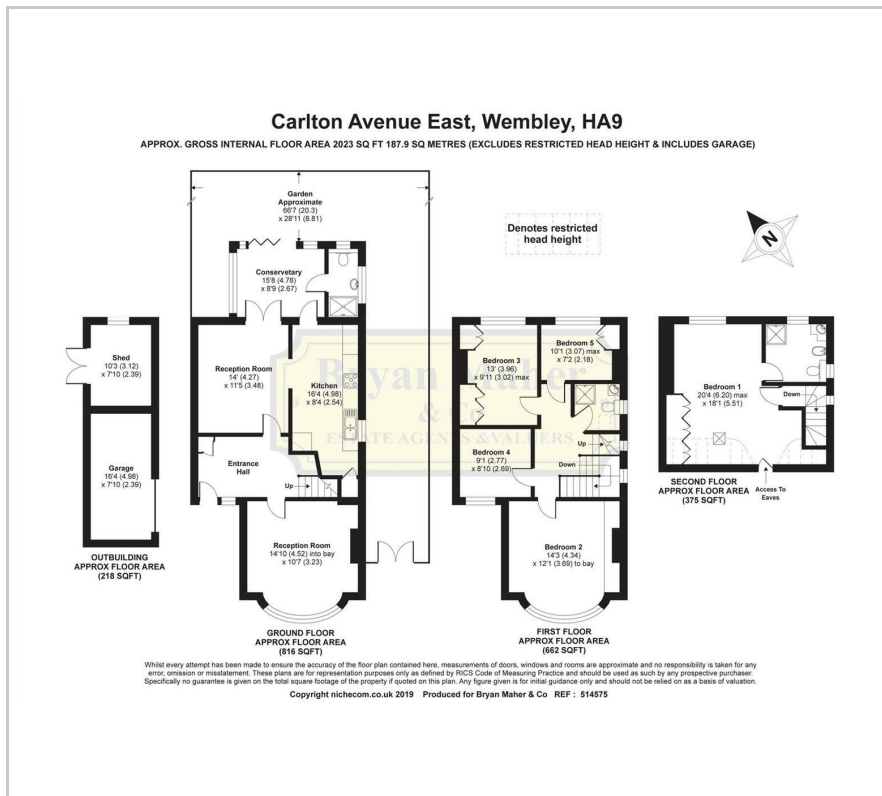 Carlton Avenue East, Wembley, HA9
APPROX. GROSS INTERNAL FLOOR AREA 2023 SQ FT 187.9 SQ METRES (EXCLUDES RESTRICTED HEAD HEIGHT & INCLUDES GARAGE)
Garden
Approximate
66'7 (20.3)
x 28'11 (8.81)
Denotes restricted
head height
N
Conservetary
15'8 (4.78)
x 8'9 (2.67)
Shed
10'3 (3.12)
x 7'10 (2.39)
Garage
16'4 (4.98)
x 7'10 (2.39)
OUTBUILDING
APPROX FLOOR AREA
(218 SQFT)
Reception Room
14' (4.27)
x 11'5 (3.48)
Kitchen
16'4 (4.98)
x 8'4 (2.54)
Entrance
Hall
Up
Reception Room
14'10 (4.52) into bay
x 10'7 (3.23)
GROUND FLOOR
APPROX FLOOR AREA
(816 SQFT)
Bryan Maher
& Co
ESTATE AGENTS & VALUERS
Bedroom 3
13' (3.96)
x 9'11 (3.02) max
Bedroom 5
10'1 (3.07) max
x 7'2 (2.18)
Bedroom 4
9'1 (2.77)
x 8'10 (2.69)
Up
Down
Bedroom 2
14'3 (4.34)
x 12'1 (3.69) to bay
FIRST FLOOR
APPROX FLOOR AREA
(662 SQFT)
Bedroom 1
20'4 (6.20) max
x 18'1 (5.51)
Down
SECOND FLOOR
APPROX FLOOR AREA
(375 SQFT)
Access To
Eaves
Whilst every attempt has been made to ensure the accuracy of the floor plan contained here, measurements of doors, windows and rooms are approximate and no responsibility is taken for any
error, omission or misstatement. These plans are for representation purposes only as defined by RICS Code of Measuring Practice and should be used as such by any prospective purchaser.
Specifically no guarantee is given on the total square footage of the property if quoted on this plan. Any figure given is for initial guidance only and should not be relied on as a basis of valuation.
Copyright nichecom.co.uk 2019 Produced for Bryan Maher & Co REF : 514575